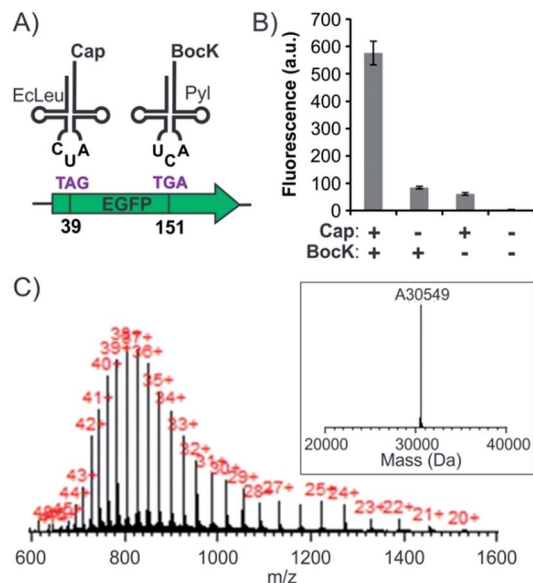 A)
Cap
BocK
EcLeu
Pyl
C U A
U C A
TAG
TGA
EGFP
39
151
B)
Fluorescence (a.u.)
700
600
500
400
300
200
100
0
Cap: + - + -
BocK: + + - -
C)
38+
37+
39+
36+
40+
35+
41+
34+
42+
33+
32+
31+
30+
43+
29+
44+
28+
27+
25+
24+
23+
22+
21+
20+
600 800 1000 1200 1400 1600
m/z
A30549
20000 30000 40000
Mass (Da)